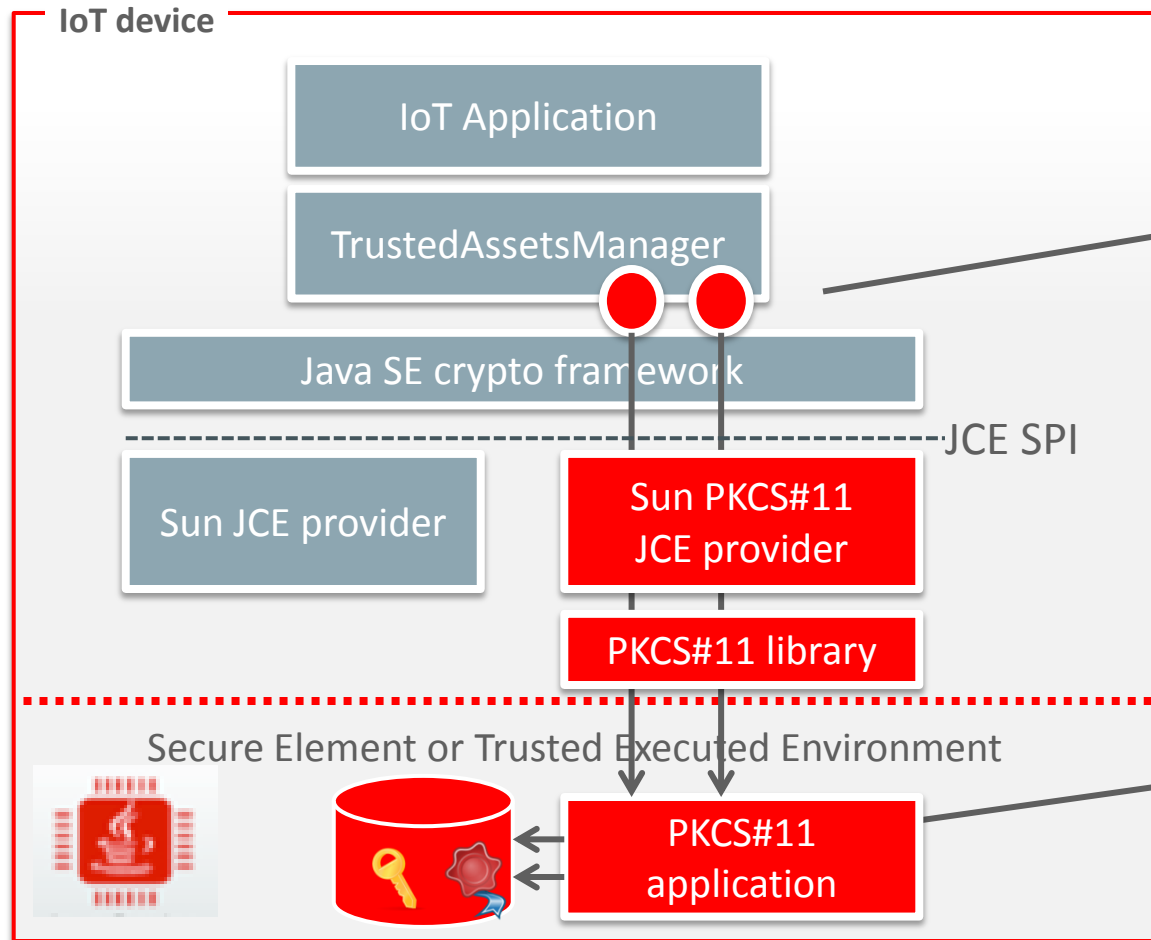 IoT device
IoT Application
TrustedAssetsManager
Java SE crypto framework
JCE SPI
Sun JCE provider
Sun PKCS#11
JCE provider
PKCS#11 library
Secure Element or Trusted Executed Environment
PKCS#11
application